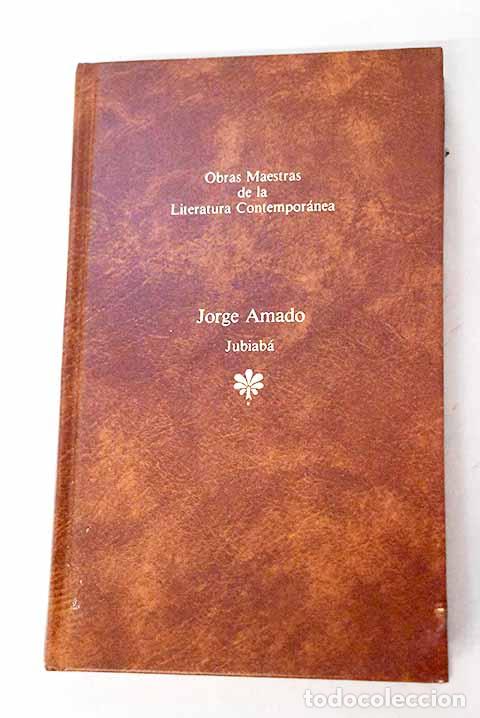 Obras Maestras
de la
Literatura Contemporánea
Jorge Amado
Jubiabá
todocoleccion